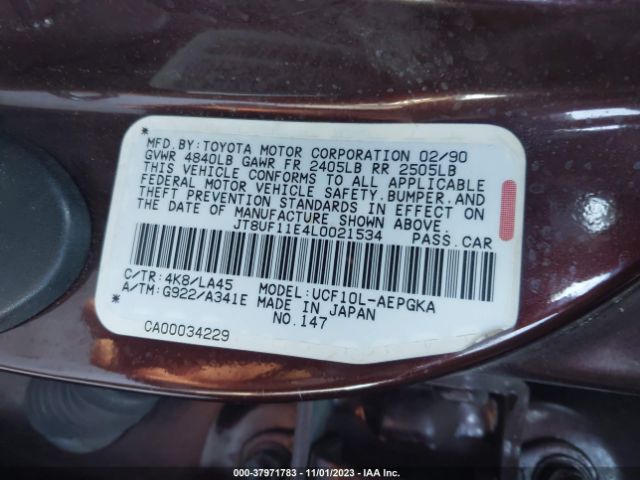 MFD.BY:TOYOTA MOTOR CORPORATION 02/90
GVWR 4840LB GAWR FR 2405LB RR 2505LB
THIS VEHICLE CONFORMS TO ALL APPLICABLE
FEDERAL MOTOR VEHICLE SAFETY.BUMPER.AND
THEFT PREVENTION STANDARDS IN EFFECT ON
THE DATE OF MANUFACTURE SHOWN ABOVE.
JT8UF11E4L0021534 PASS.CAR
C/TR:4K8/LA45 MODEL:UCF10L-AEPGKA
A/TM:G922/A341E MADE IN JAPAN
NO.147
CA00034229
000-37971783 - 11/01/2023 - IAA Inc.